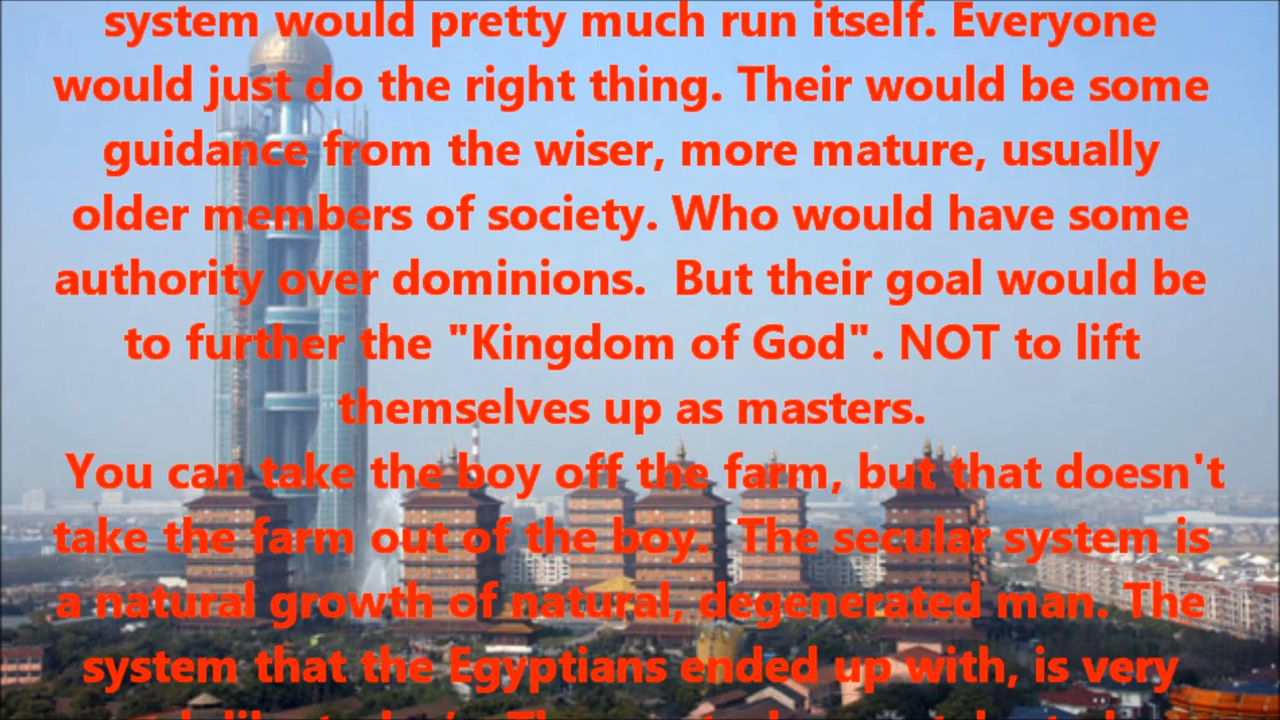 system would pretty much run itself. Everyone
would just do the right thing. Their would be some
guidance from the wiser, more mature, usually
older members of society. Who would have some
authority over dominions.  But their goal would be
to further the "Kingdom of God". NOT to lift
themselves up as masters.
You can take the boy off the farm, but that doesn't
take the farm out of the boy.  The secular system is
a natural growth of natural, degenerated man. The
system that the Egyptians ended up with, is very